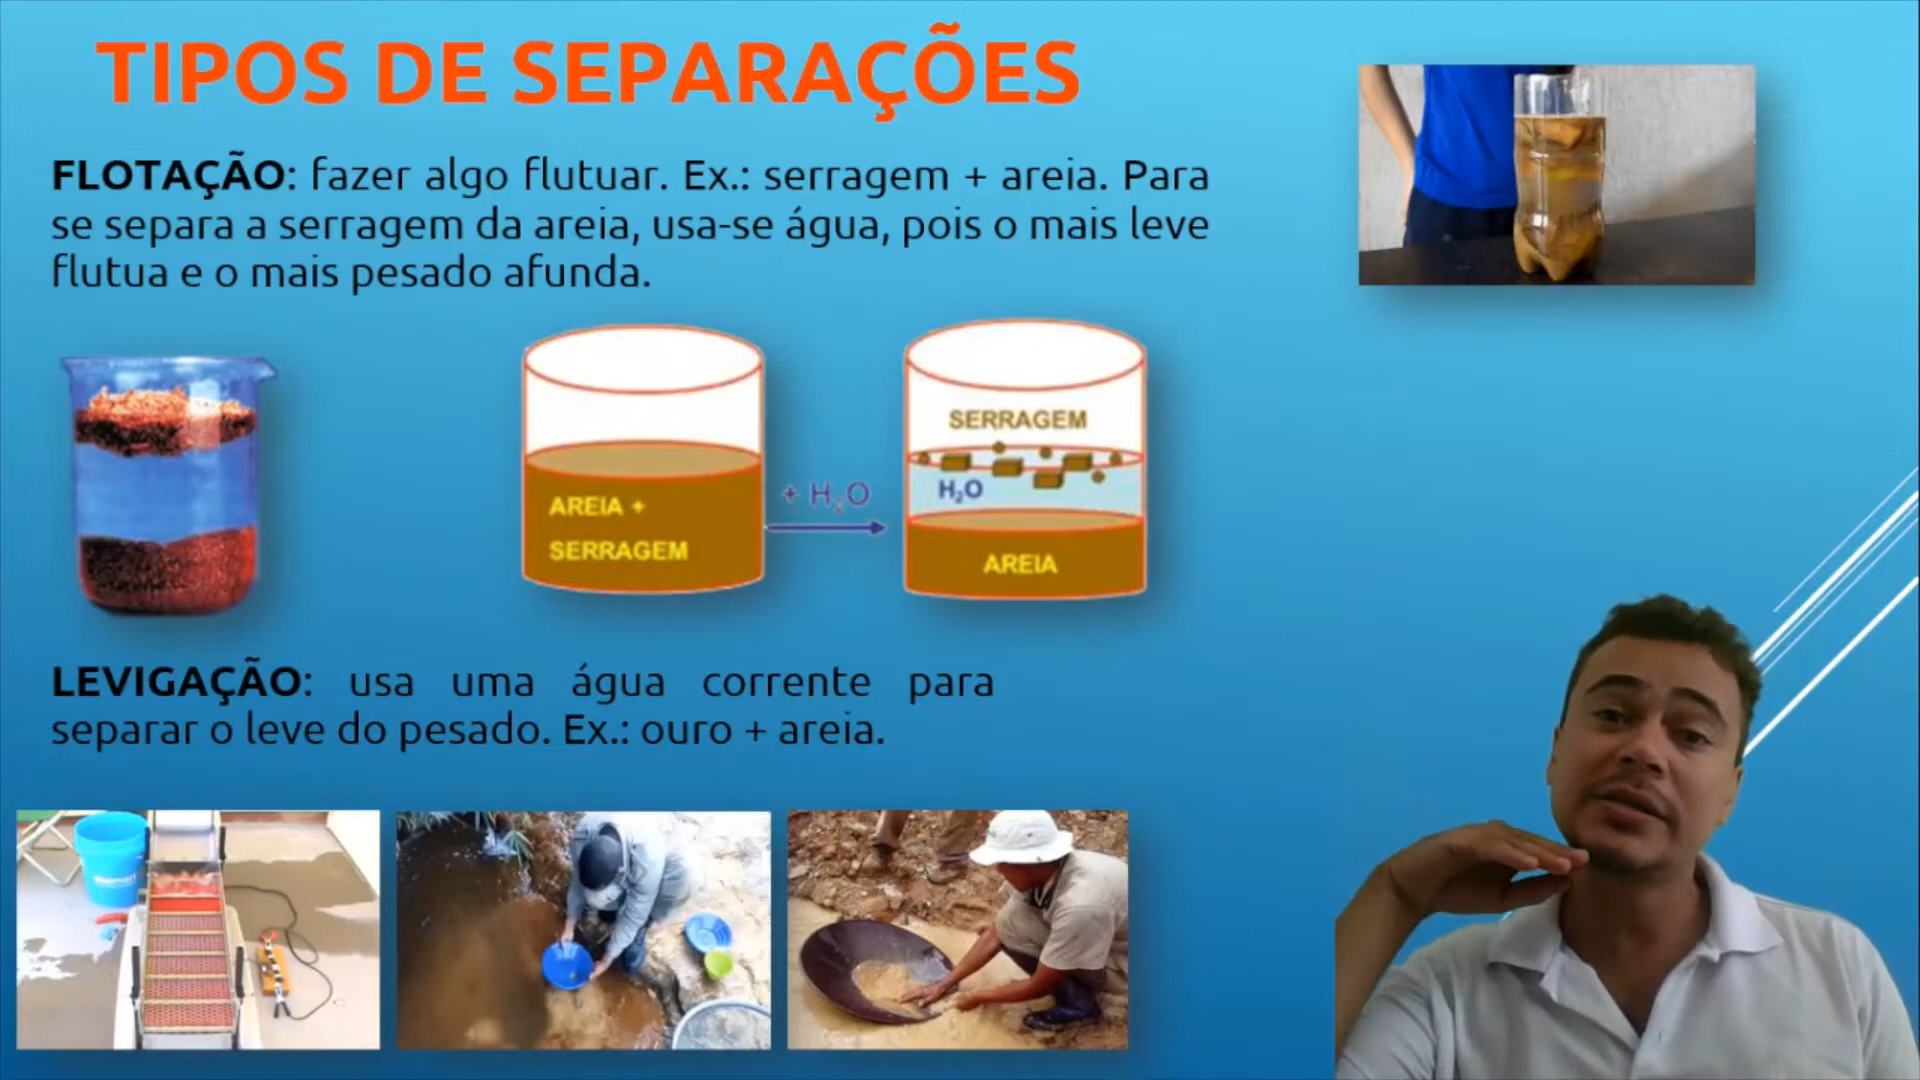 TIPOS DE SEPARAÇÕES
FLOTAÇÃO: fazer algo flutuar. Ex.: serragem + areia. Para
se separa a serragem da areia, usa-se água, pois o mais leve
flutua e o mais pesado afunda.
AREIA +
SERRAGEM
+ H₂O
SERRAGEM
H₂O
AREIA
LEVIGAÇÃO: usa uma água corrente para
separar o leve do pesado. Ex.: ouro + areia.